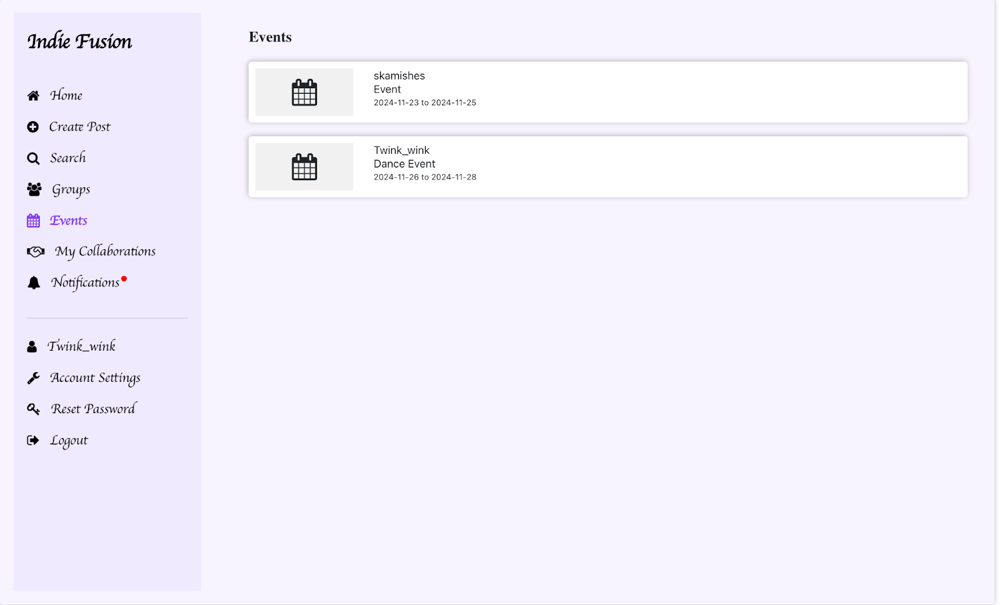 Indie Fusion
Home
Create Post
Search
Groups
Events
My Collaborations
Notifications
Twink_wink
Account Settings
Reset Password
Logout
Events
skamishes
Event
2024-11-23 to 2024-11-25
Twink_wink
Dance Event
2024-11-26 to 2024-11-28